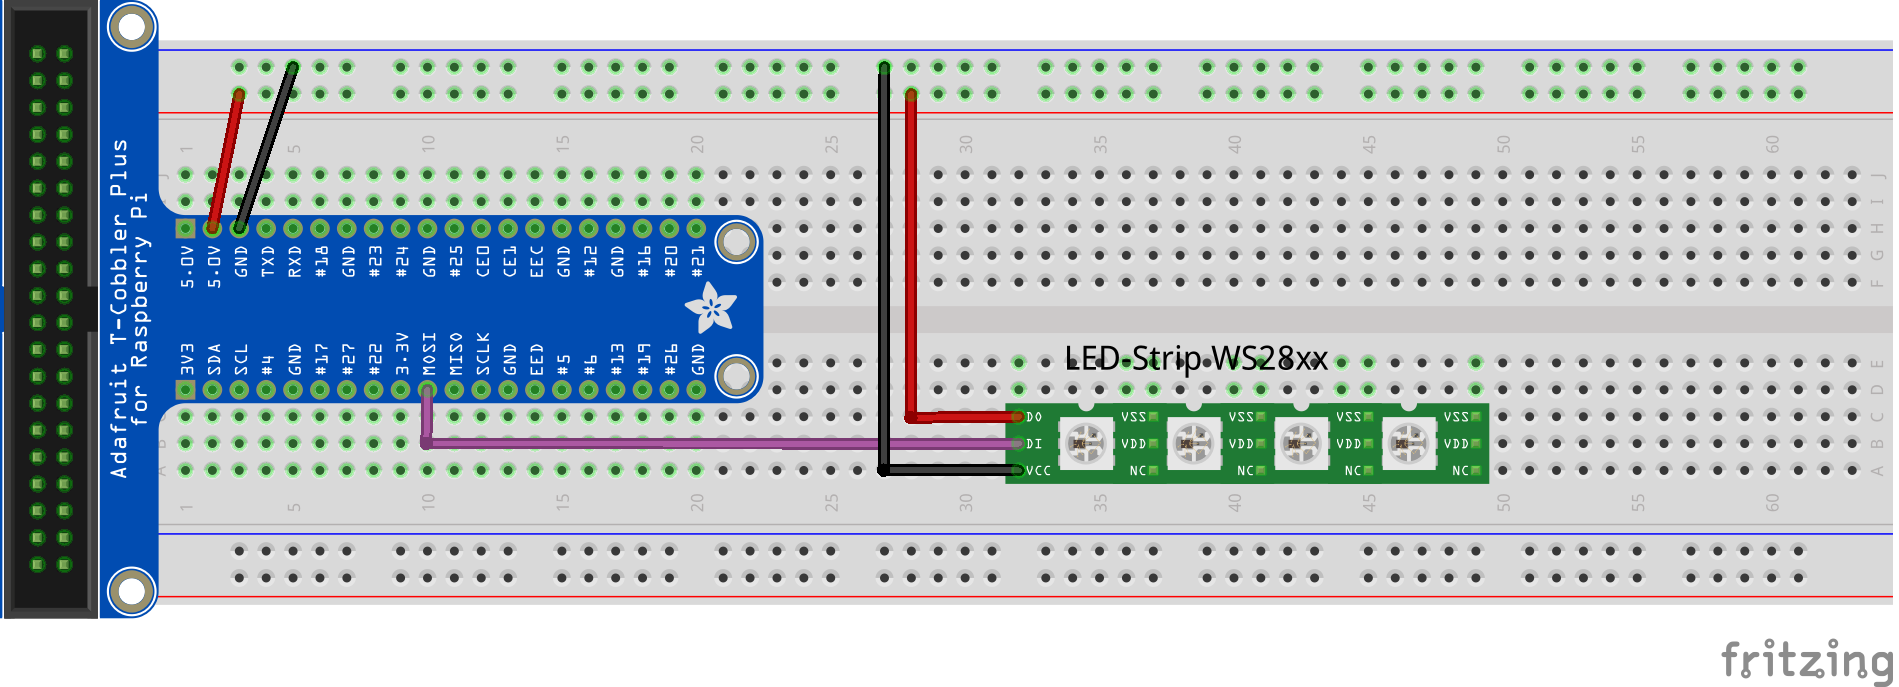 Adafruit T-Cobbler Plus
for Raspberry Pi
1 5 10 15 20 25 30 35 40 45 50 55 60
J
I
H
G
F
5.0V 5.0V GND TXD RXD #18 GND #23 #24 GND #25 CE0 CE1 EEC GND #12 GND #16 #20 #21
3V3 SDA SCL #4 GND #17 #27 #22 3.3V MOSI MISO SCLK GND EED #5 #6 #13 #19 #26 GND
LED-Strip WS28xx
E
D
C
B
A
DO VSS VSS VSS VSS
DI VDD VDD VDD VDD
VCC NC NC NC NC
J
B
A
1 5 10 15 20 25 30 35 40 45 50 55 60
fritzing